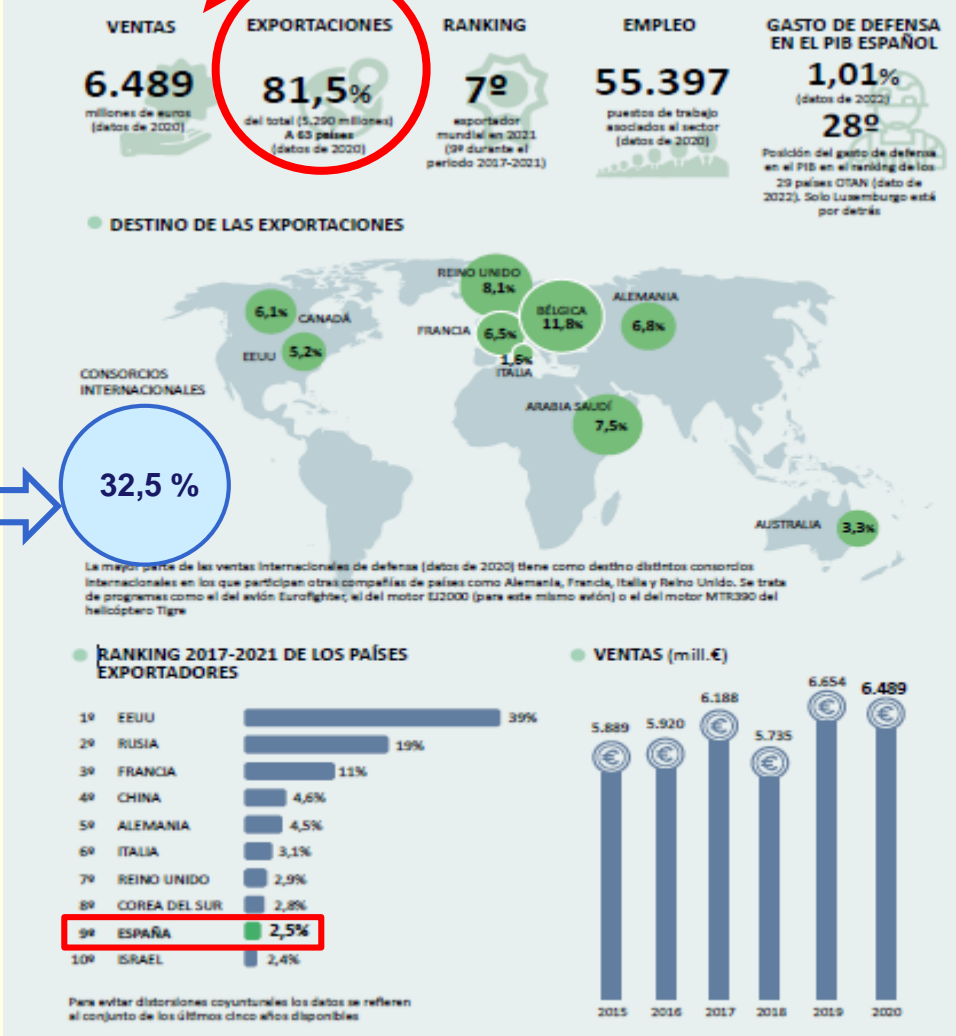 VENTAS
6.489
millones de euros
(datos de 2020)
EXPORTACIONES
81,5%
del total (5.290 millones)
A 63 países
(datos de 2020)
RANKING
7º
exportador
mundial en 2021
(9º durante el
periodo 2017-2021)
EMPLEO
55.397
puestos de trabajo
asociados al sector
(datos de 2020)
GASTO DE DEFENSA
EN EL PIB ESPAÑOL
1,01%
(datos de 2022)
28º
Posición del gasto de defensa
en el PIB en el ranking de los
29 países OTAN (dato de
2022). Solo Luxemburgo está
por detrás
DESTINO DE LAS EXPORTACIONES
REINO UNIDO
8,1%
BÉLGICA
11,8%
ALEMANIA
6,8%
6,1%
CANADÁ
FRANCIA
6,5%
EEUU
5,2%
1,6%
ITALIA
CONSORCIOS
INTERNACIONALES
32,5 %
ARABIA SAUDÍ
7,5%
AUSTRALIA
3,3%
La mayor parte de las ventas internacionales de defensa (datos de 2020) tiene como destino distintos consorcios
internacionales en los que participan otras compañías de países como Alemania, Francia, Italia y Reino Unido. Se trata
de programas como el del avión Eurofighter, el del motor EJ2000 (para este mismo avión) o el del motor MTR390 del
helicóptero Tigre
RANKING 2017-2021 DE LOS PAÍSES
EXPORTADORES
1º EEUU 39%
2º RUSIA 19%
3º FRANCIA 11%
4º CHINA 4,6%
5º ALEMANIA 4,5%
6º ITALIA 3,1%
7º REINO UNIDO 2,9%
8º COREA DEL SUR 2,8%
9º ESPAÑA 2,5%
10º ISRAEL 2,4%
Para evitar distorsiones coyunturales los datos se refieren
al conjunto de los últimos cinco años disponibles
VENTAS (mill.€)
5.889
5.920
6.188
5.735
6.654
6.489
€ € € € € €
2015 2016 2017 2018 2019 2020